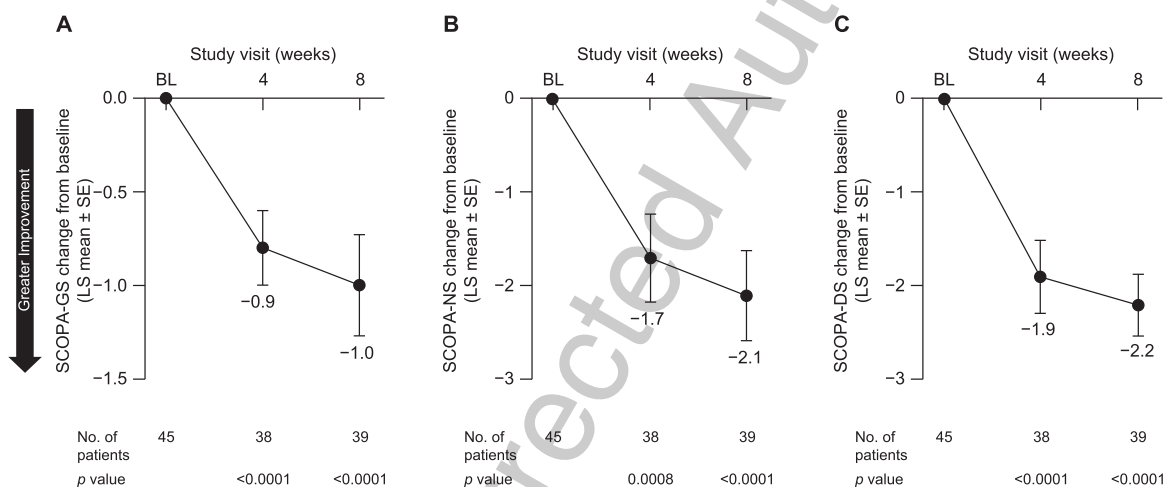 A
Study visit (weeks)
BL 4 8
0.0
−0.5
−1.0
−1.5
Greater Improvement
SCOPA-GS change from baseline
(LS mean ± SE)
−0.9
−1.0
No. of
patients
45 38 39
p value <0.0001 <0.0001
B
Study visit (weeks)
BL 4 8
0
−1
−2
−3
SCOPA-NS change from baseline
(LS mean ± SE)
−1.7
−2.1
No. of
patients
45 38 39
p value 0.0008 <0.0001
C
Study visit (weeks)
BL 4 8
0
−1
−2
−3
SCOPA-DS change from baseline
(LS mean ± SE)
−1.9
−2.2
No. of
patients
45 38 39
p value <0.0001 <0.0001
rected Aut